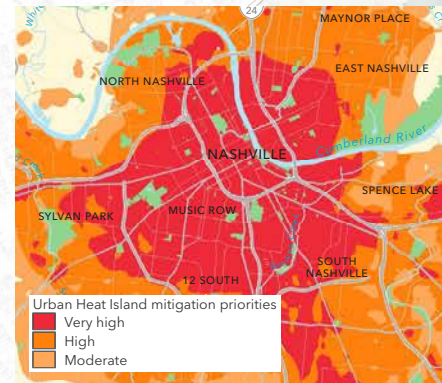 24
MAYNOR PLACE
EAST NASHVILLE
NORTH NASHVILLE
Cumberland River
NASHVILLE
SPENCE LAKE
SYLVAN PARK
MUSIC ROW
SOUTH
NASHVILLE
12 SOUTH
Urban Heat Island mitigation priorities
Very high
High
Moderate